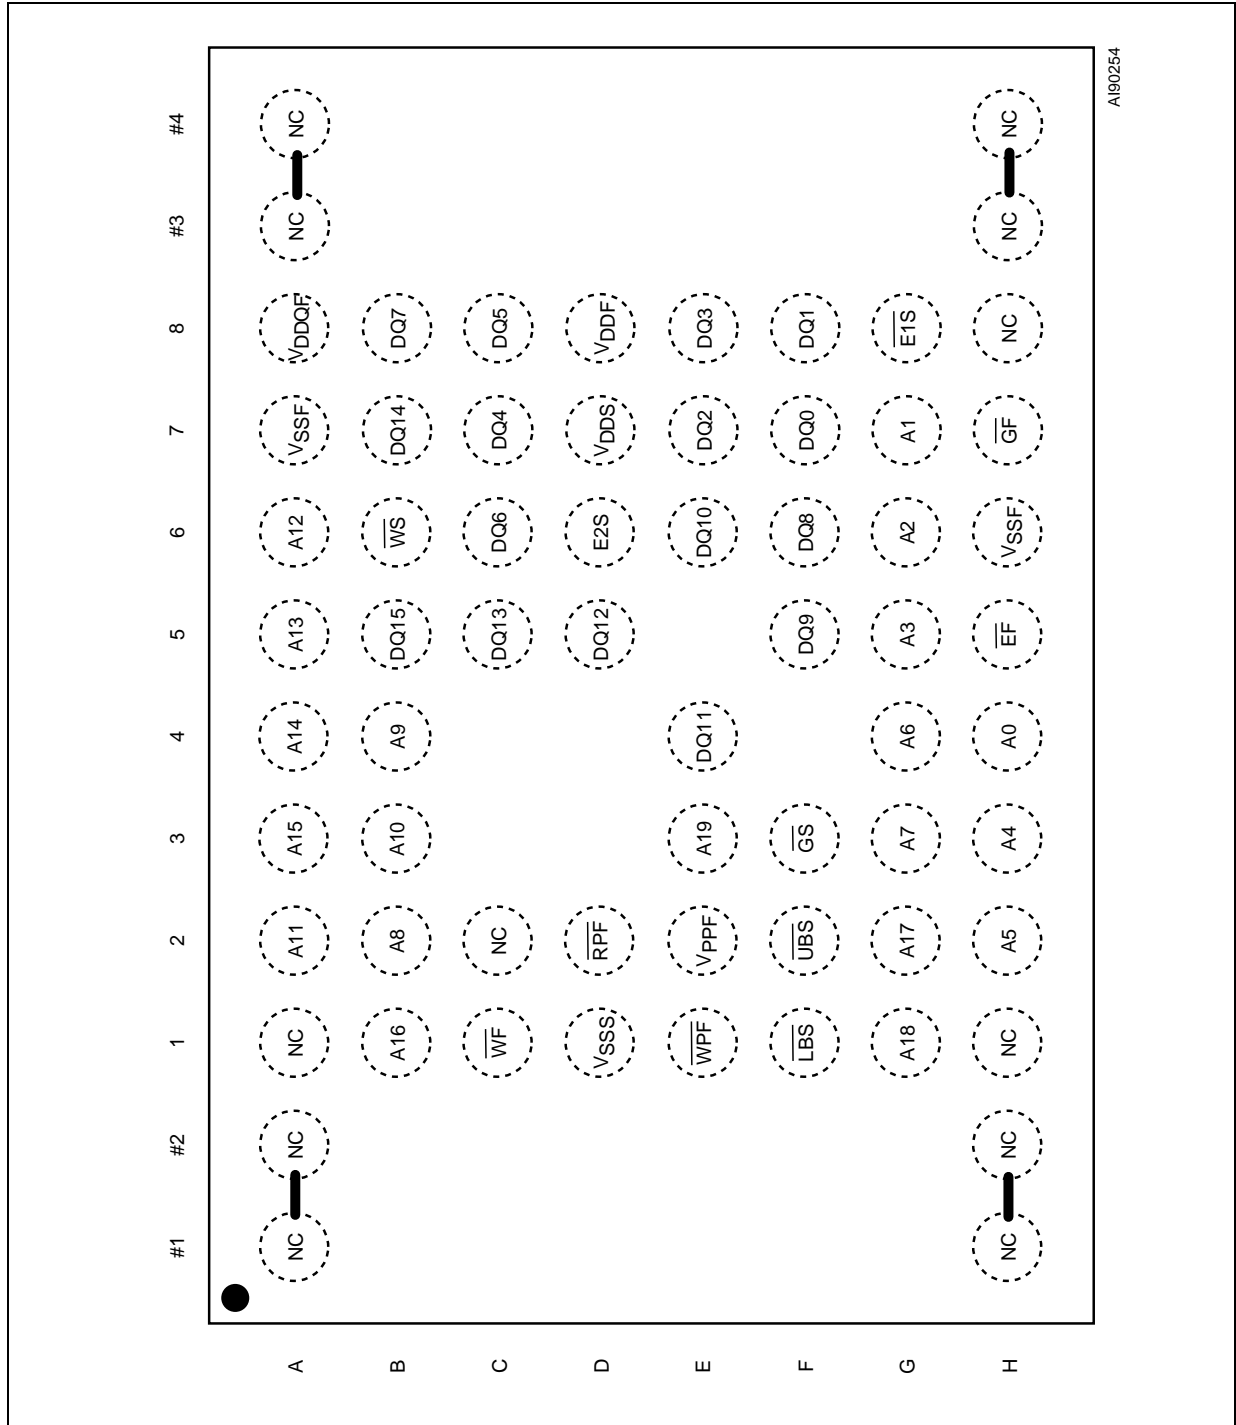 #1 #2 1 2 3 4 5 6 7 8 #3 #4
A NC NC NC A11 A15 A14 A13 A12 VSSF VDDQF NC NC
B A16 A8 A10 A9 DQ15 WS DQ14 DQ7
C WF NC DQ13 DQ6 DQ4 DQ5
D VSSS RPF DQ12 E2S VDDS VDDF
E WPF VPPF A19 DQ11 DQ10 DQ2 DQ3
F LBS UBS GS DQ9 DQ8 DQ0 DQ1
G A18 A17 A7 A6 A3 A2 A1 E1S
H NC NC NC A5 A4 A0 EF VSSF GF NC NC NC
AI90254